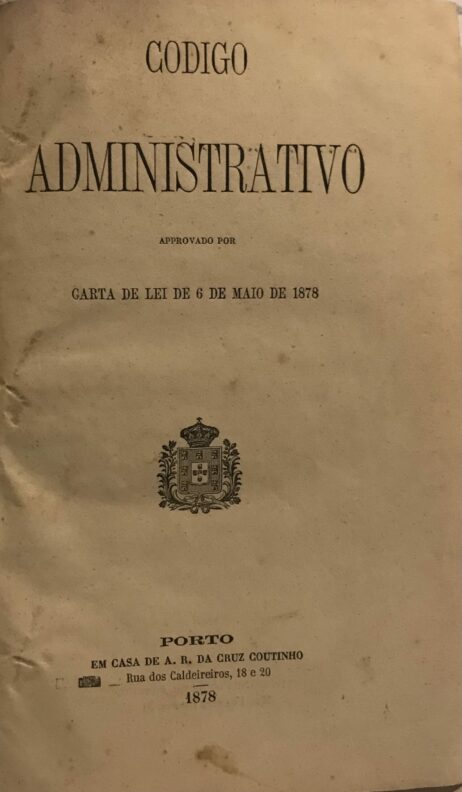 CODIGO
ADMINISTRATIVO
APPROVADO POR
CARTA DE LEI DE 6 DE MAIO DE 1878
PORTO
EM CASA DE A. R. DA CRUZ COUTINHO
Rua dos Caldeireiros, 18 e 20
1878